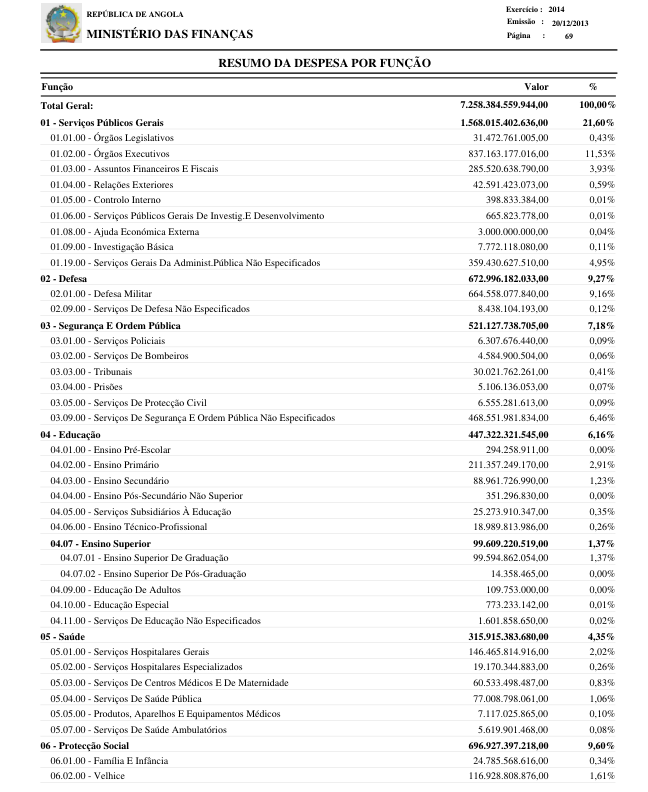 REPÚBLICA DE ANGOLA
MINISTÉRIO DAS FINANÇAS
Exercício : 2014
Emissão : 20/12/2013
Página : 69
RESUMO DA DESPESA POR FUNÇÃO
Função Valor %
Total Geral: 7.258.384.559.944,00 100,00%
01 - Serviços Públicos Gerais 1.568.015.402.636,00 21,60%
01.01.00 - Órgãos Legislativos 31.472.761.005,00 0,43%
01.02.00 - Órgãos Executivos 837.163.177.016,00 11,53%
01.03.00 - Assuntos Financeiros E Fiscais 285.520.638.790,00 3,93%
01.04.00 - Relações Exteriores 42.591.423.073,00 0,59%
01.05.00 - Controlo Interno 398.833.384,00 0,01%
01.06.00 - Serviços Públicos Gerais De Investig.E Desenvolvimento 665.823.778,00 0,01%
01.08.00 - Ajuda Económica Externa 3.000.000.000,00 0,04%
01.09.00 - Investigação Básica 7.772.118.080,00 0,11%
01.19.00 - Serviços Gerais Da Administ.Pública Não Especificados 359.430.627.510,00 4,95%
02 - Defesa 672.996.182.033,00 9,27%
02.01.00 - Defesa Militar 664.558.077.840,00 9,16%
02.09.00 - Serviços De Defesa Não Especificados 8.438.104.193,00 0,12%
03 - Segurança E Ordem Pública 521.127.738.705,00 7,18%
03.01.00 - Serviços Policiais 6.307.676.440,00 0,09%
03.02.00 - Serviços De Bombeiros 4.584.900.504,00 0,06%
03.03.00 - Tribunais 30.021.762.261,00 0,41%
03.04.00 - Prisões 5.106.136.053,00 0,07%
03.05.00 - Serviços De Protecção Civil 6.555.281.613,00 0,09%
03.09.00 - Serviços De Segurança E Ordem Pública Não Especificados 468.551.981.834,00 6,46%
04 - Educação 447.322.321.545,00 6,16%
04.01.00 - Ensino Pré-Escolar 294.258.911,00 0,00%
04.02.00 - Ensino Primário 211.357.249.170,00 2,91%
04.03.00 - Ensino Secundário 88.961.726.990,00 1,23%
04.04.00 - Ensino Pós-Secundário Não Superior 351.296.830,00 0,00%
04.05.00 - Serviços Subsidiários À Educação 25.273.910.347,00 0,35%
04.06.00 - Ensino Técnico-Profissional 18.989.813.986,00 0,26%
04.07 - Ensino Superior 99.609.220.519,00 1,37%
04.07.01 - Ensino Superior De Graduação 99.594.862.054,00 1,37%
04.07.02 - Ensino Superior De Pós-Graduação 14.358.465,00 0,00%
04.09.00 - Educação De Adultos 109.753.000,00 0,00%
04.10.00 - Educação Especial 773.233.142,00 0,01%
04.11.00 - Serviços De Educação Não Especificados 1.601.858.650,00 0,02%
05 - Saúde 315.915.383.680,00 4,35%
05.01.00 - Serviços Hospitalares Gerais 146.465.814.916,00 2,02%
05.02.00 - Serviços Hospitalares Especializados 19.170.344.883,00 0,26%
05.03.00 - Serviços De Centros Médicos E De Maternidade 60.533.498.487,00 0,83%
05.04.00 - Serviços De Saúde Pública 77.008.798.061,00 1,06%
05.05.00 - Produtos, Aparelhos E Equipamentos Médicos 7.117.025.865,00 0,10%
05.07.00 - Serviços De Saúde Ambulatórios 5.619.901.468,00 0,08%
06 - Protecção Social 696.927.397.218,00 9,60%
06.01.00 - Família E Infância 24.785.568.616,00 0,34%
06.02.00 - Velhice 116.928.808.876,00 1,61%